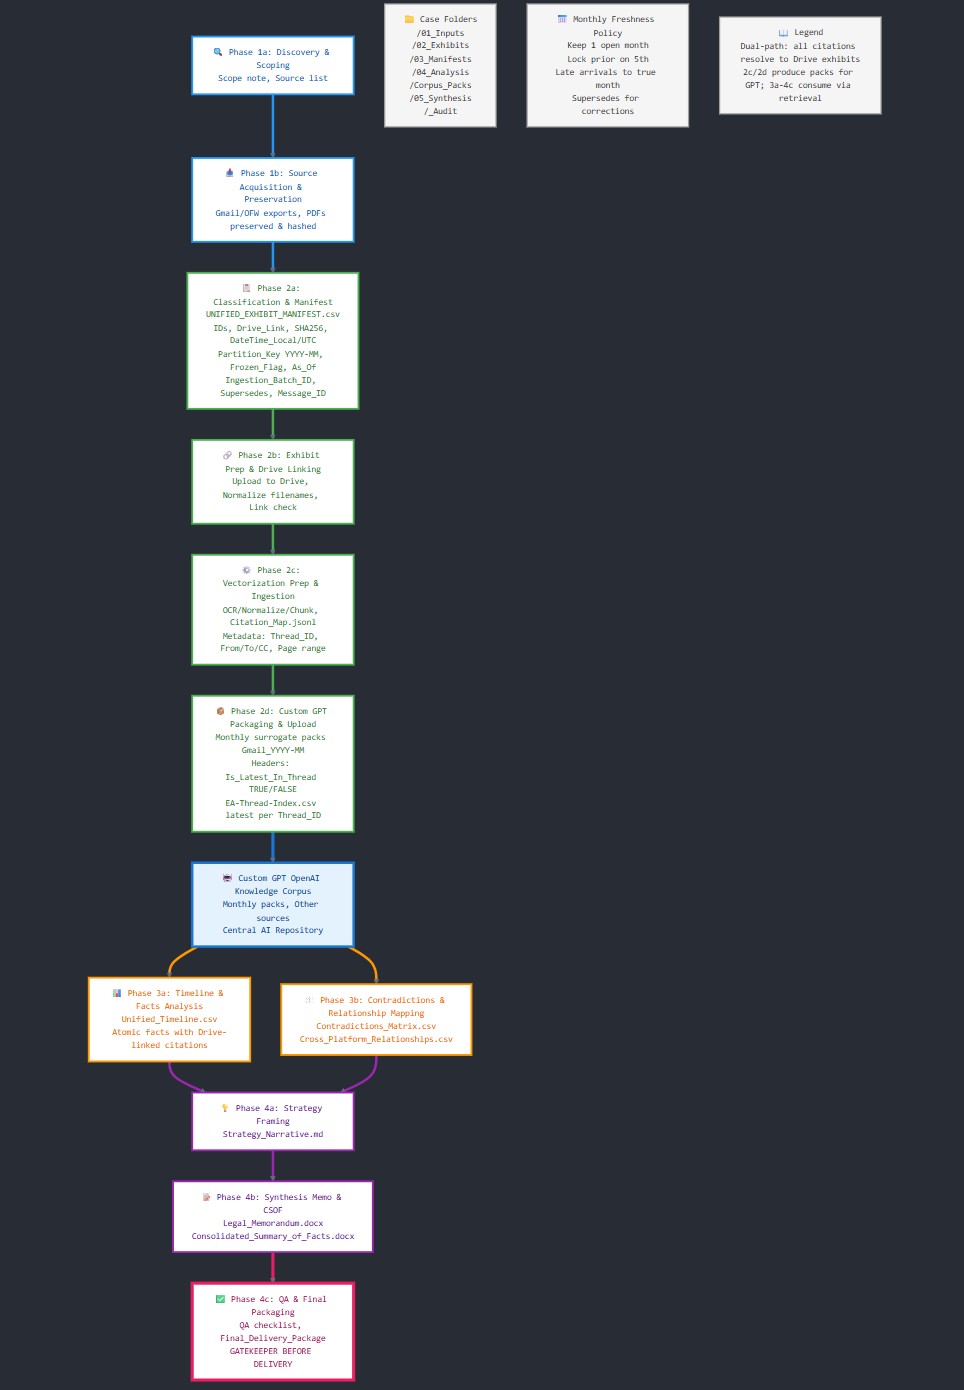 Phase 1a: Discovery &
Scoping
Scope note, Source list
Case Folders
/01_Inputs
/02_Exhibits
/03_Manifests
/04_Analysis
/Corpus_Packs
/05_Synthesis
/_Audit
Monthly Freshness
Policy
Keep 1 open month
Lock prior on 5th
Late arrivals to true
month
Supersedes for
corrections
Legend
Dual-path: all citations
resolve to Drive exhibits
2c/2d produce packs for
GPT; 3a-4c consume via
retrieval
Phase 1b: Source
Acquisition &
Preservation
Gmail/OFW exports, PDFs
preserved & hashed
Phase 2a:
Classification & Manifest
UNIFIED_EXHIBIT_MANIFEST.csv
IDs, Drive_Link, SHA256,
DateTime_Local/UTC
Partition_Key YYYY-MM,
Frozen_Flag, As_Of
Ingestion_Batch_ID,
Supersedes, Message_ID
Phase 2b: Exhibit
Prep & Drive Linking
Upload to Drive,
Normalize filenames,
Link check
Phase 2c:
Vectorization Prep &
Ingestion
OCR/Normalize/Chunk,
Citation_Map.jsonl
Metadata: Thread_ID,
From/To/CC, Page range
Phase 2d: Custom GPT
Packaging & Upload
Monthly surrogate packs
Gmail_YYYY-MM
Headers:
Is_Latest_In_Thread
TRUE/FALSE
EA-Thread-Index.csv
latest per Thread_ID
Custom GPT OpenAI
Knowledge Corpus
Monthly packs, Other
sources
Central AI Repository
Phase 3a: Timeline &
Facts Analysis
Unified_Timeline.csv
Atomic facts with Drive-
linked citations
Phase 3b: Contradictions &
Relationship Mapping
Contradictions_Matrix.csv
Cross_Platform_Relationships.csv
Phase 4a: Strategy
Framing
Strategy_Narrative.md
Phase 4b: Synthesis Memo &
CSOF
Legal_Memorandum.docx
Consolidated_Summary_of_Facts.docx
Phase 4c: QA & Final
Packaging
QA checklist,
Final_Delivery_Package
GATEKEEPER BEFORE
DELIVERY